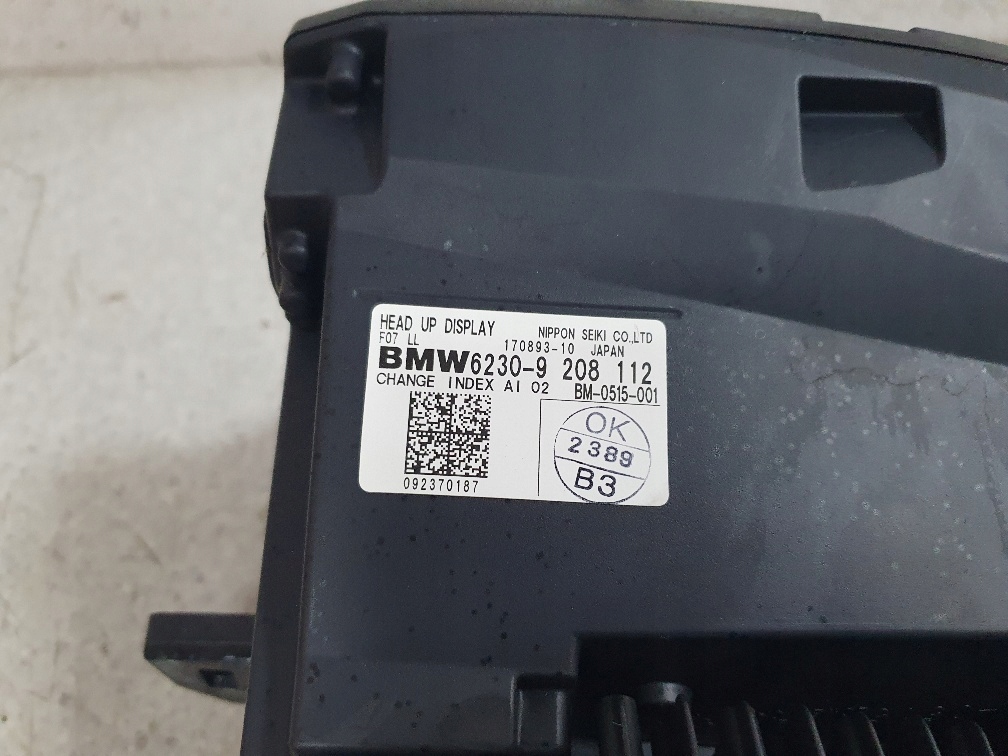 HEAD UP DISPLAY NIPPON SEIKI CO.,LTD
F07 LL 170893-10 JAPAN
BMW6230-9 208 112
CHANGE INDEX AI 02 BM-0515-001
OK
2389
B3
092370187